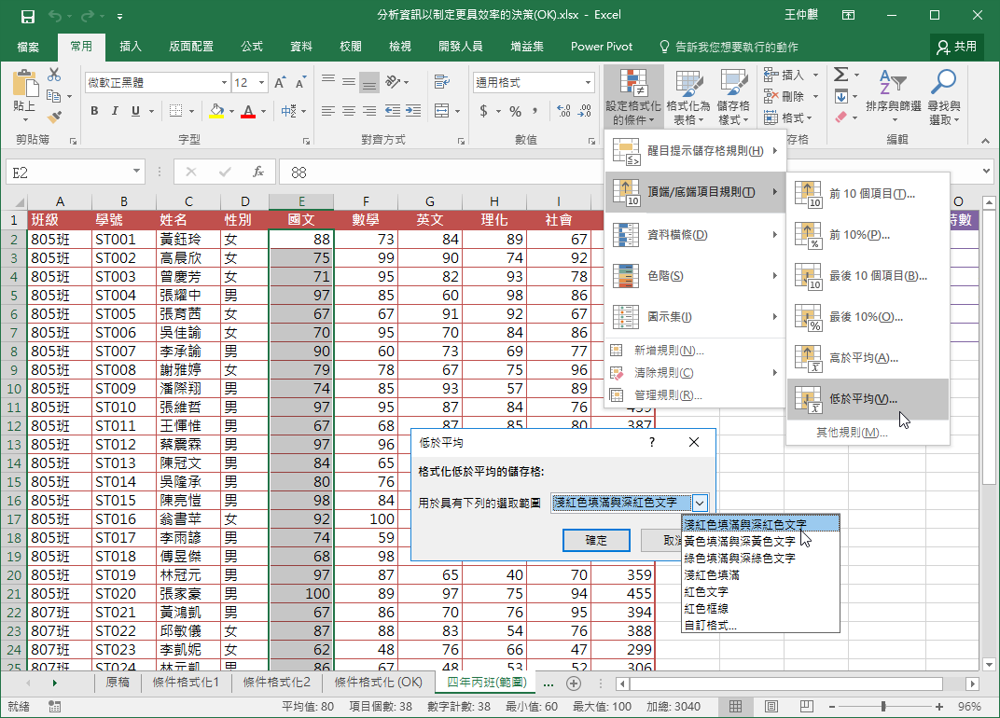 分析資訊以制定更具效率的決策(OK).xlsx - Excel
王仲麒
檔案 常用 插入 版面配置 公式 資料 校閱 檢視 開發人員 增益集 Power Pivot 告訴我您想要執行的動作 共用
貼上
剪貼簿
微軟正黑體 12
B I U
字型
對齊方式
通用格式
數值
設定格式化的條件
格式化為表格
儲存格樣式
插入
刪除
格式
存格
排序與篩選
尋找與選取
編輯
E2 88
醒目提示儲存格規則(H)
頂端/底端項目規則(T)
資料橫條(D)
色階(S)
圖示集(I)
新增規則(N)...
清除規則(C)
管理規則(R)...
前 10 個項目(T)...
前 10%(P)...
最後 10 個項目(B)...
最後 10%(O)...
高於平均(A)...
低於平均(V)...
其他規則(M)...
A B C D E F G H I O
1 班級 學號 姓名 性別 國文 數學 英文 理化 社會 時數
2 805班 ST001 黃鈺玲 女 88 73 84 89 67
3 805班 ST002 高晨欣 女 75 99 90 74 92
4 805班 ST003 曾慶芳 女 71 95 82 93 78
5 805班 ST004 張耀中 男 97 85 60 98 86
6 805班 ST005 張育茜 女 67 67 91 92 67
7 805班 ST006 吳佳諭 女 70 95 70 84 86
8 805班 ST007 李承諭 男 90 60 73 69 77
9 805班 ST008 謝雅婷 女 79 78 67 75 96
10 805班 ST009 潘際翔 男 74 85 93 57 89
11 805班 ST010 張維哲 男 97 95 87 84 76 439
12 805班 ST011 王惲惟 男 67 68 87 85 80 387
13 805班 ST012 蔡震霖 男 97 96
14 805班 ST013 陳冠文 男 84 65
15 805班 ST014 吳隆承 男 80 76
16 805班 ST015 陳亮愷 男 98 84
17 805班 ST016 翁書苹 女 92 100
18 805班 ST017 李雨諺 男 74 59
19 805班 ST018 傅昱傑 男 68 98
20 805班 ST019 林冠元 男 97 87 65 40 70 359
21 805班 ST020 張家豪 男 100 89 97 75 94 455
22 807班 ST021 黃鴻凱 男 67 86 70 76 95 394
23 807班 ST022 邱敏儀 女 87 88 83 54 76 388
24 807班 ST023 李凱妮 女 62 48 76 66 47 299
25 807班 ST024 林元凱 男 86 67 48 53 52 306
低於平均 ?
格式化低於平均的儲存格:
用於具有下列的選取範圍 淺紅色填滿與深紅色文字
確定 取消
淺紅色填滿與深紅色文字
黃色填滿與深黃色文字
綠色填滿與深綠色文字
淺紅色填滿
紅色文字
紅色框線
自訂格式...
原稿 條件格式化1 條件格式化2 條件格式化 (OK) 四年丙班(範圍) ...
就緒 平均值: 80 項目個數: 38 數字計數: 38 最小值: 60 最大值: 100 加總: 3040 96%